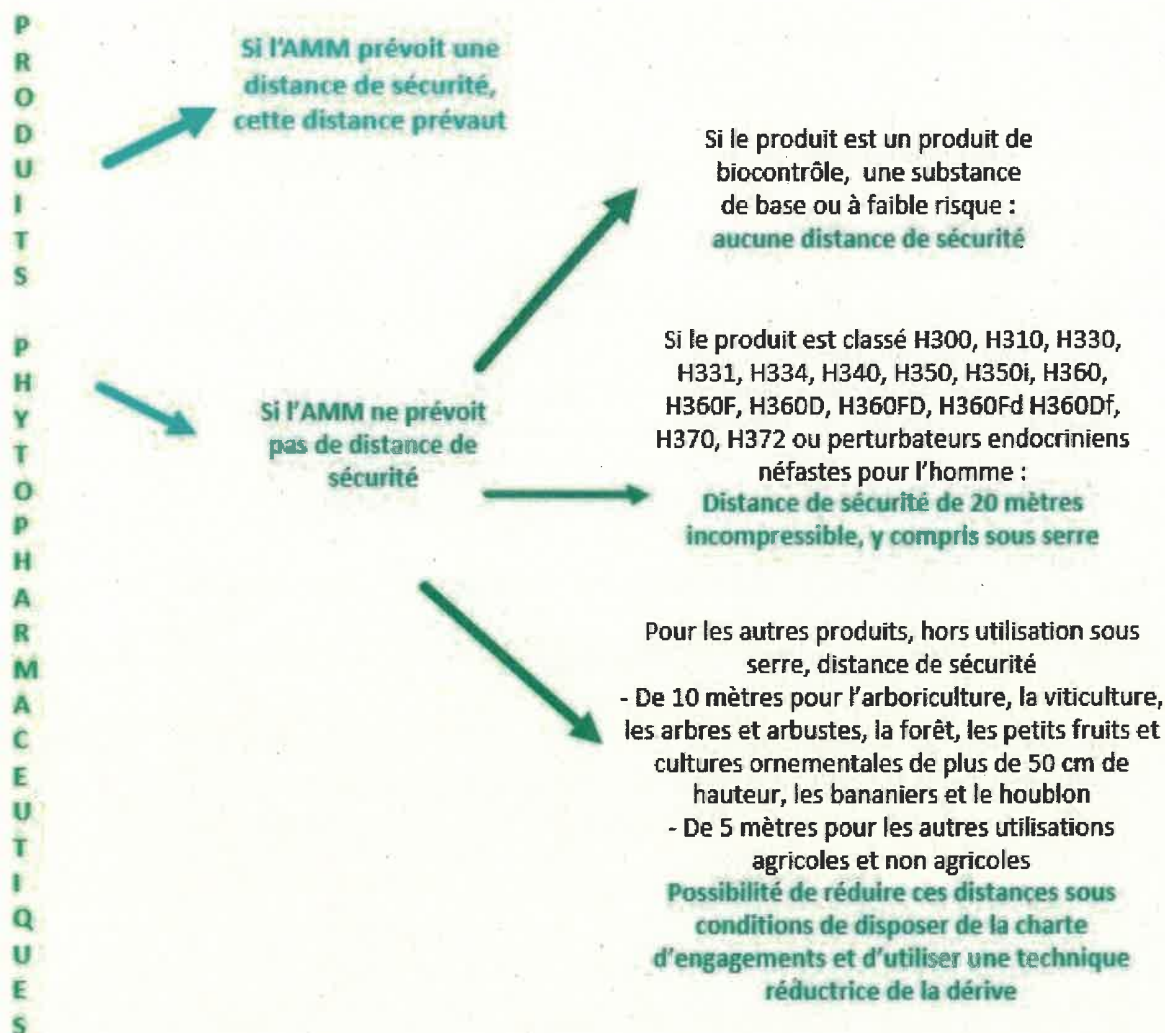 PRODUITS PHYTOPHARMACEUTIQUES
Si l'AMM prévoit une
distance de sécurité,
cette distance prévaut
Si l'AMM ne prévoit
pas de distance de
sécurité
Si le produit est un produit de
biocontrôle, une substance
de base ou à faible risque :
aucune distance de sécurité
Si le produit est classé H300, H310, H330,
H331, H334, H340, H350, H350i, H360,
H360F, H360D, H360FD, H360Fd H360Df,
H370, H372 ou perturbateurs endocriniens
néfastes pour l'homme :
Distance de sécurité de 20 mètres
incompressible, y compris sous serre
Pour les autres produits, hors utilisation sous
serre, distance de sécurité
- De 10 mètres pour l'arboriculture, la viticulture,
les arbres et arbustes, la forêt, les petits fruits et
cultures ornementales de plus de 50 cm de
hauteur, les bananiers et le houblon
- De 5 mètres pour les autres utilisations
agricoles et non agricoles
Possibilité de réduire ces distances sous
conditions de disposer de la charte
d'engagements et d'utiliser une technique
réductrice de la dérive